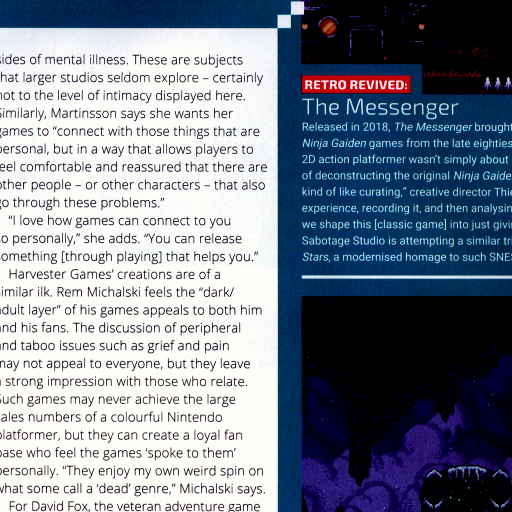 sides of mental illness. These are subjects
that larger studios seldom explore – certainly
not to the level of intimacy displayed here.
Similarly, Martinsson says she wants her
games to “connect with those things that are
personal, but in a way that allows players to
feel comfortable and reassured that there are
other people – or other characters – that also
go through these problems.”
“I love how games can connect to you
so personally,” she adds. “You can release
something [through playing] that helps you.”
Harvester Games’ creations are of a
similar ilk. Rem Michalski feels the “dark/
adult layer” of his games appeals to both him
and his fans. The discussion of peripheral
and taboo issues such as grief and pain
may not appeal to everyone, but they leave
a strong impression with those who relate.
Such games may never achieve the large
sales numbers of a colourful Nintendo
platformer, but they can create a loyal fan
base who feel the games ‘spoke to them’
personally. “They enjoy my own weird spin on
what some call a ‘dead’ genre,” Michalski says.
For David Fox, the veteran adventure game
RETRO REVIVED:
The Messenger
Released in 2018, The Messenger brought
Ninja Gaiden games from the late eighties
2D action platformer wasn’t simply about
of deconstructing the original Ninja Gaide
kind of like curating,” creative director Thie
experience, recording it, and then analysin
we shape this [classic game] into just givi
Sabotage Studio is attempting a similar tri
Stars, a modernised homage to such SNES